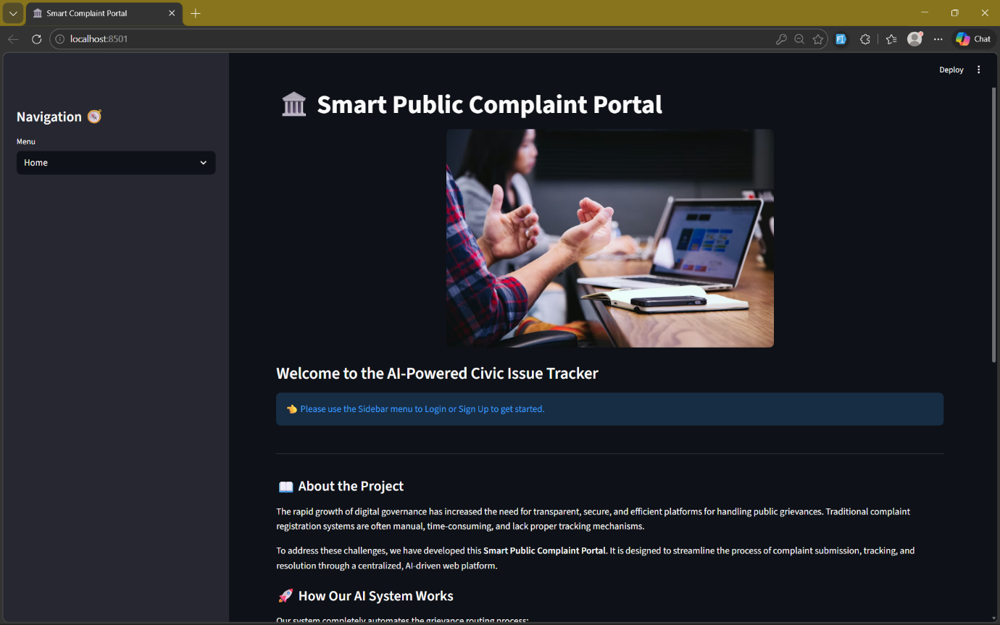 Smart Complaint Portal
localhost:8501
Chat
Deploy
Navigation
Menu
Home
Smart Public Complaint Portal
Welcome to the AI-Powered Civic Issue Tracker
Please use the Sidebar menu to Login or Sign Up to get started.
About the Project
The rapid growth of digital governance has increased the need for transparent, secure, and efficient platforms for handling public grievances. Traditional complaint
registration systems are often manual, time-consuming, and lack proper tracking mechanisms.
To address these challenges, we have developed this Smart Public Complaint Portal. It is designed to streamline the process of complaint submission, tracking, and
resolution through a centralized, AI-driven web platform.
How Our AI System Works
Our system completely automates the grievance routing process: